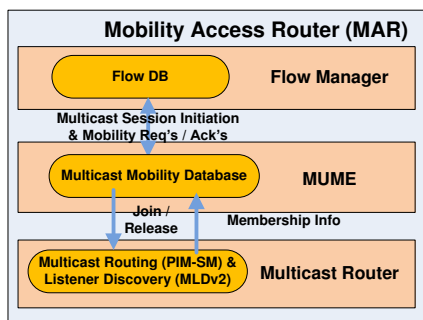 Mobility Access Router (MAR)
Flow DB
Flow Manager
Multicast Session Initiation
& Mobility Req's / Ack's
Multicast Mobility Database
MUME
Join /
Release
Membership Info
Multicast Routing (PIM-SM) &
Listener Discovery (MLDv2)
Multicast Router